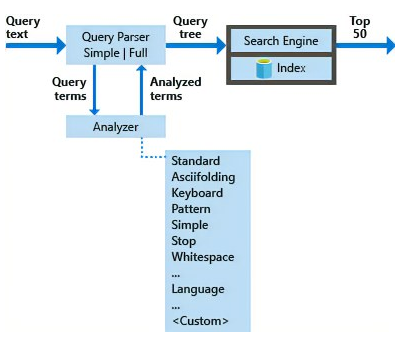 Query
text
Query Parser
Simple | Full
Query
tree
Search Engine
Index
Top
50
Query
terms
Analyzed
terms
Analyzer
Standard
Asciifolding
Keyboard
Pattern
Simple
Stop
Whitespace
...
Language
...
<Custom>